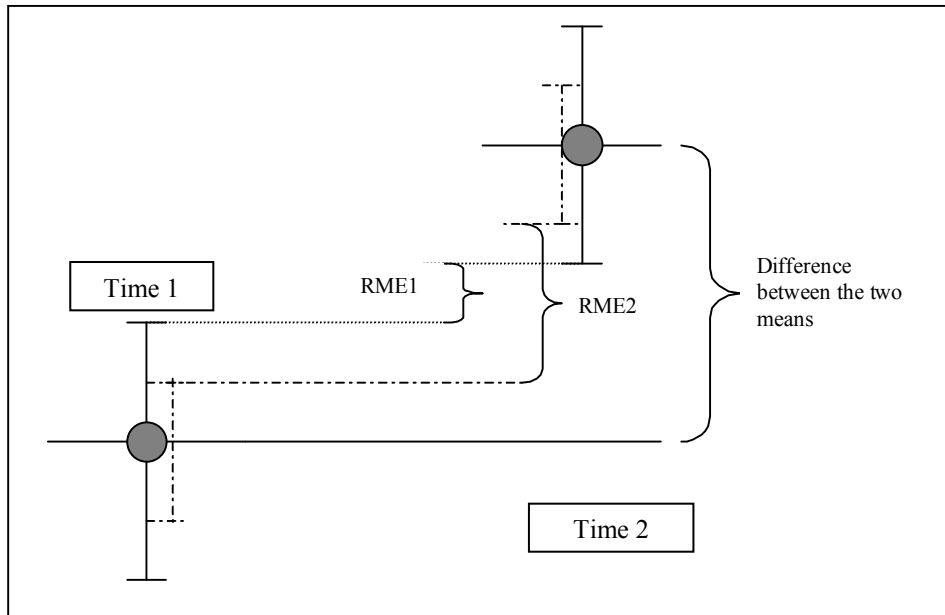 Time 1
RME1
RME2
Difference
between the two
means
Time 2